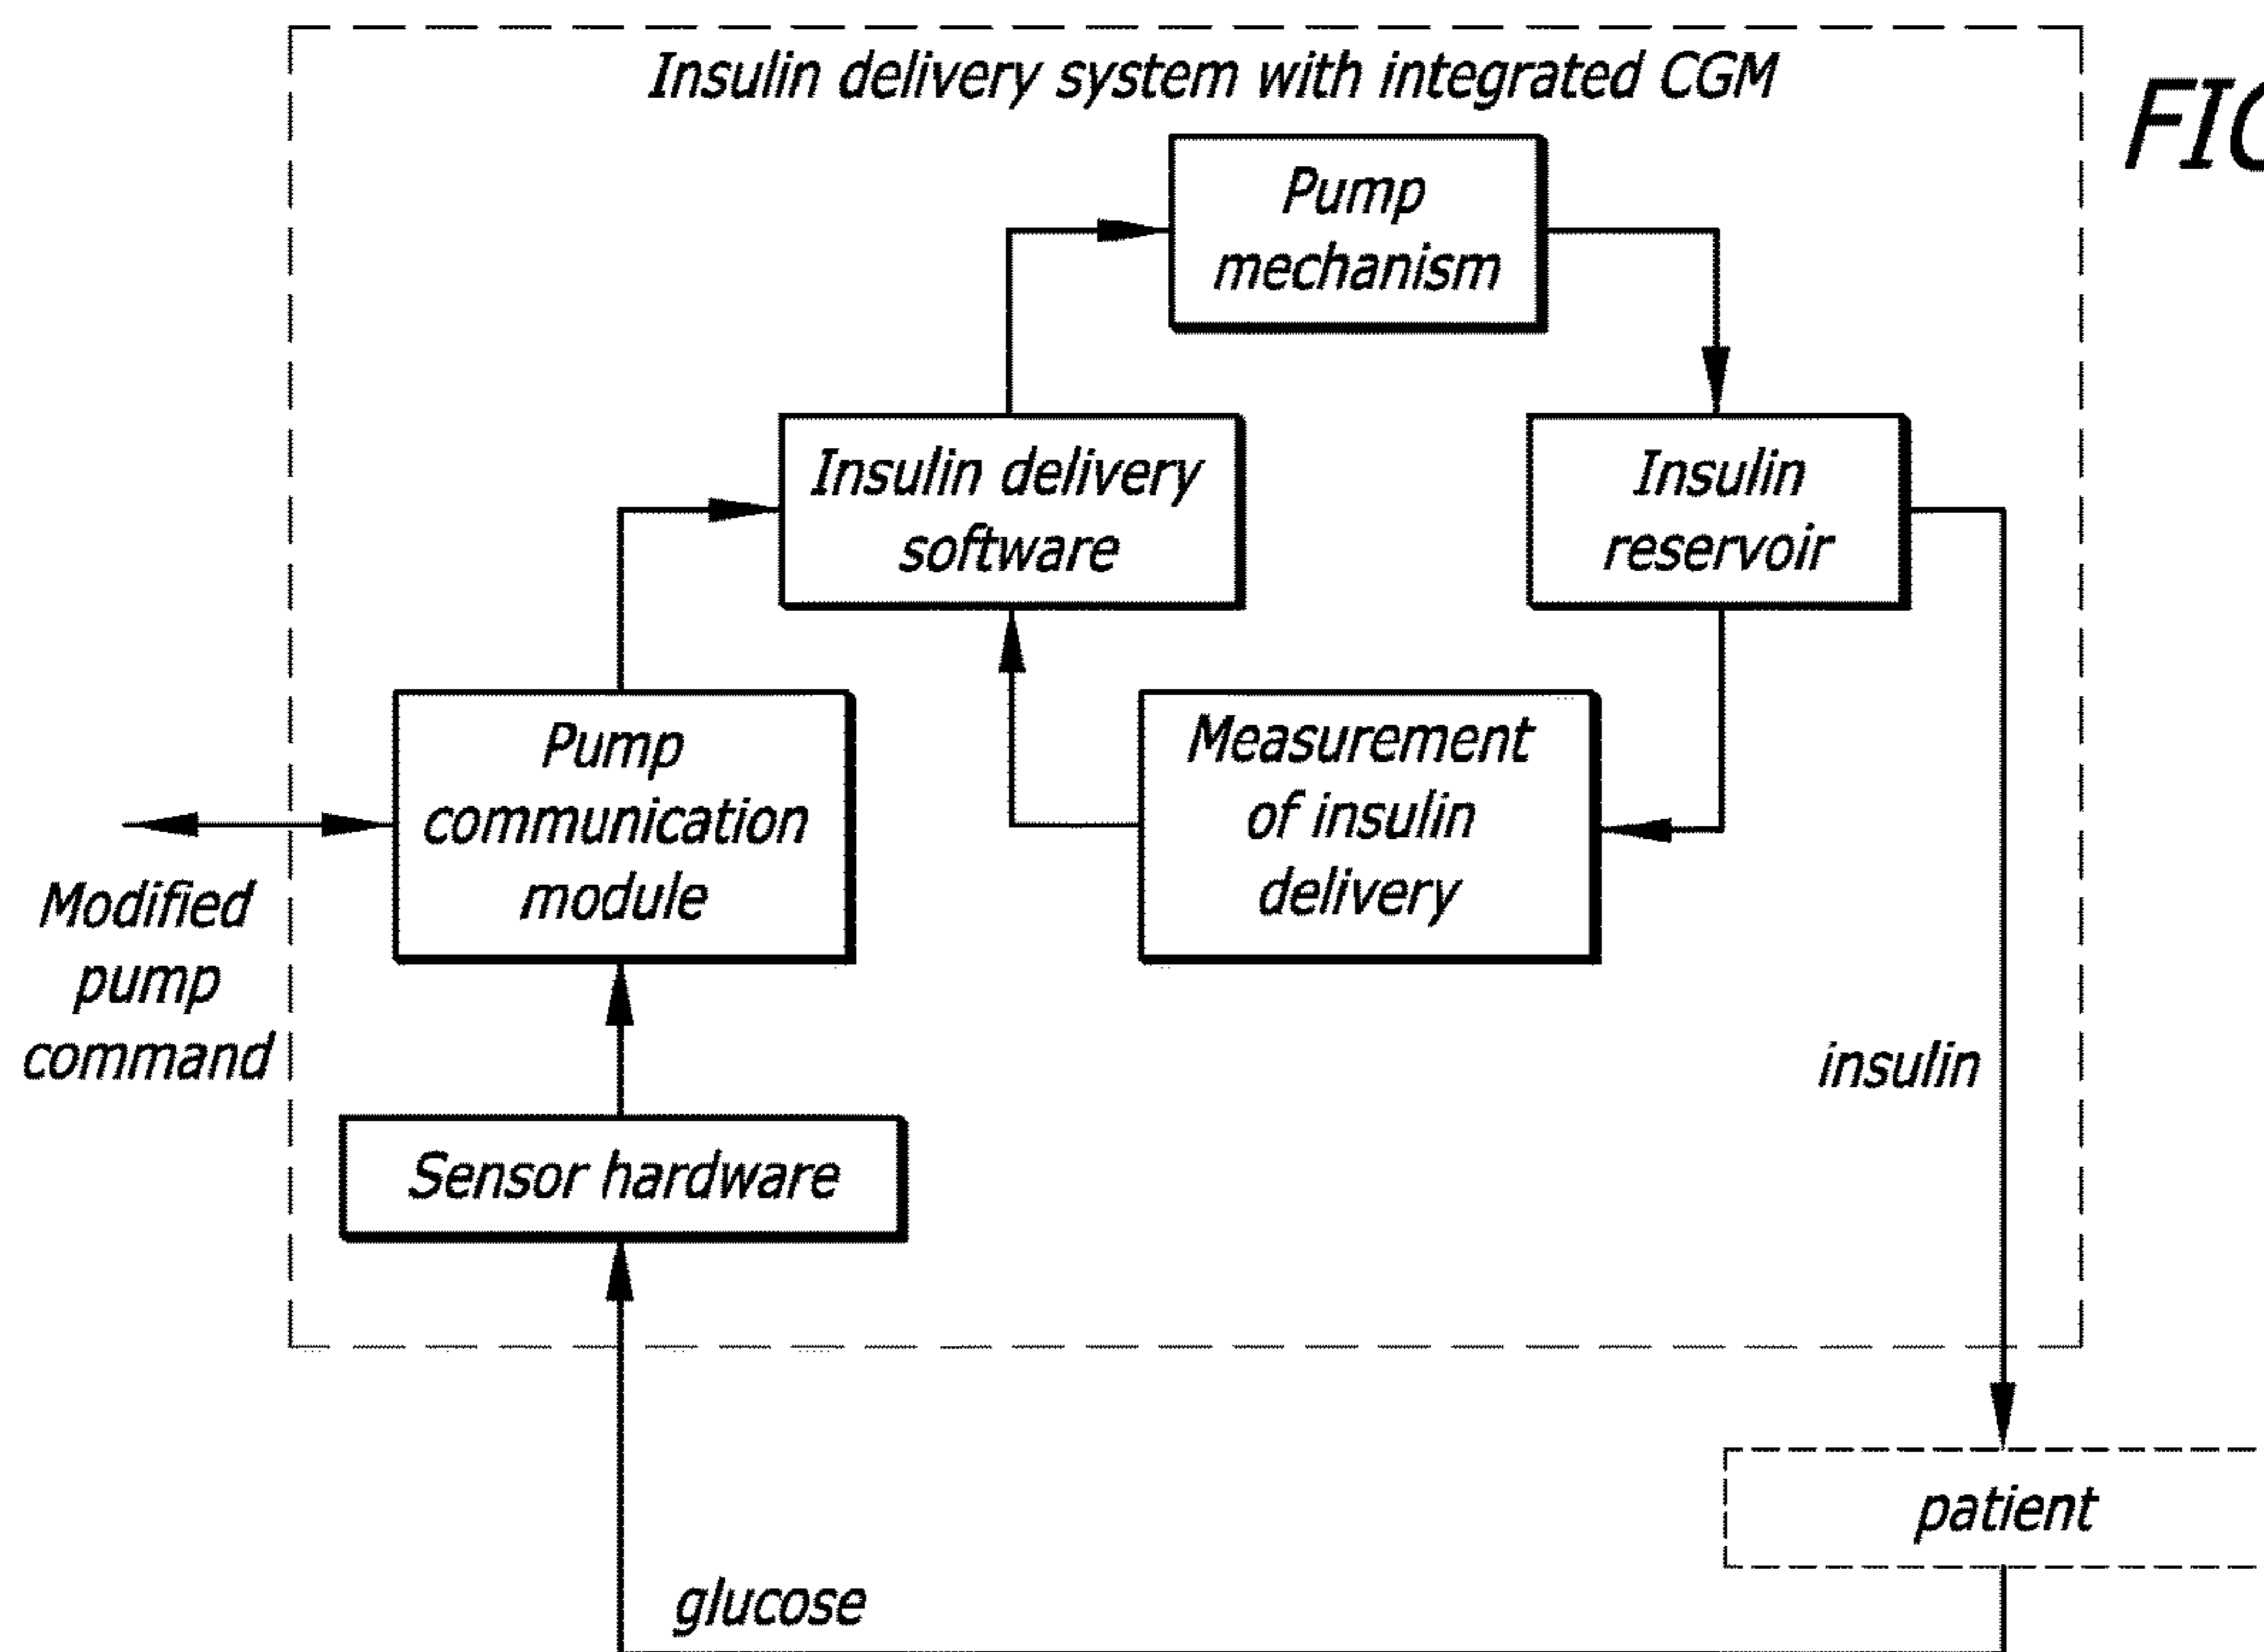 Insulin delivery system with integrated CGM
FIG
Pump
mechanism
Insulin delivery
software
Insulin
reservoir
Pump
communication
module
Measurement
of insulin
delivery
Modified
pump
command
insulin
Sensor hardware
patient
glucose